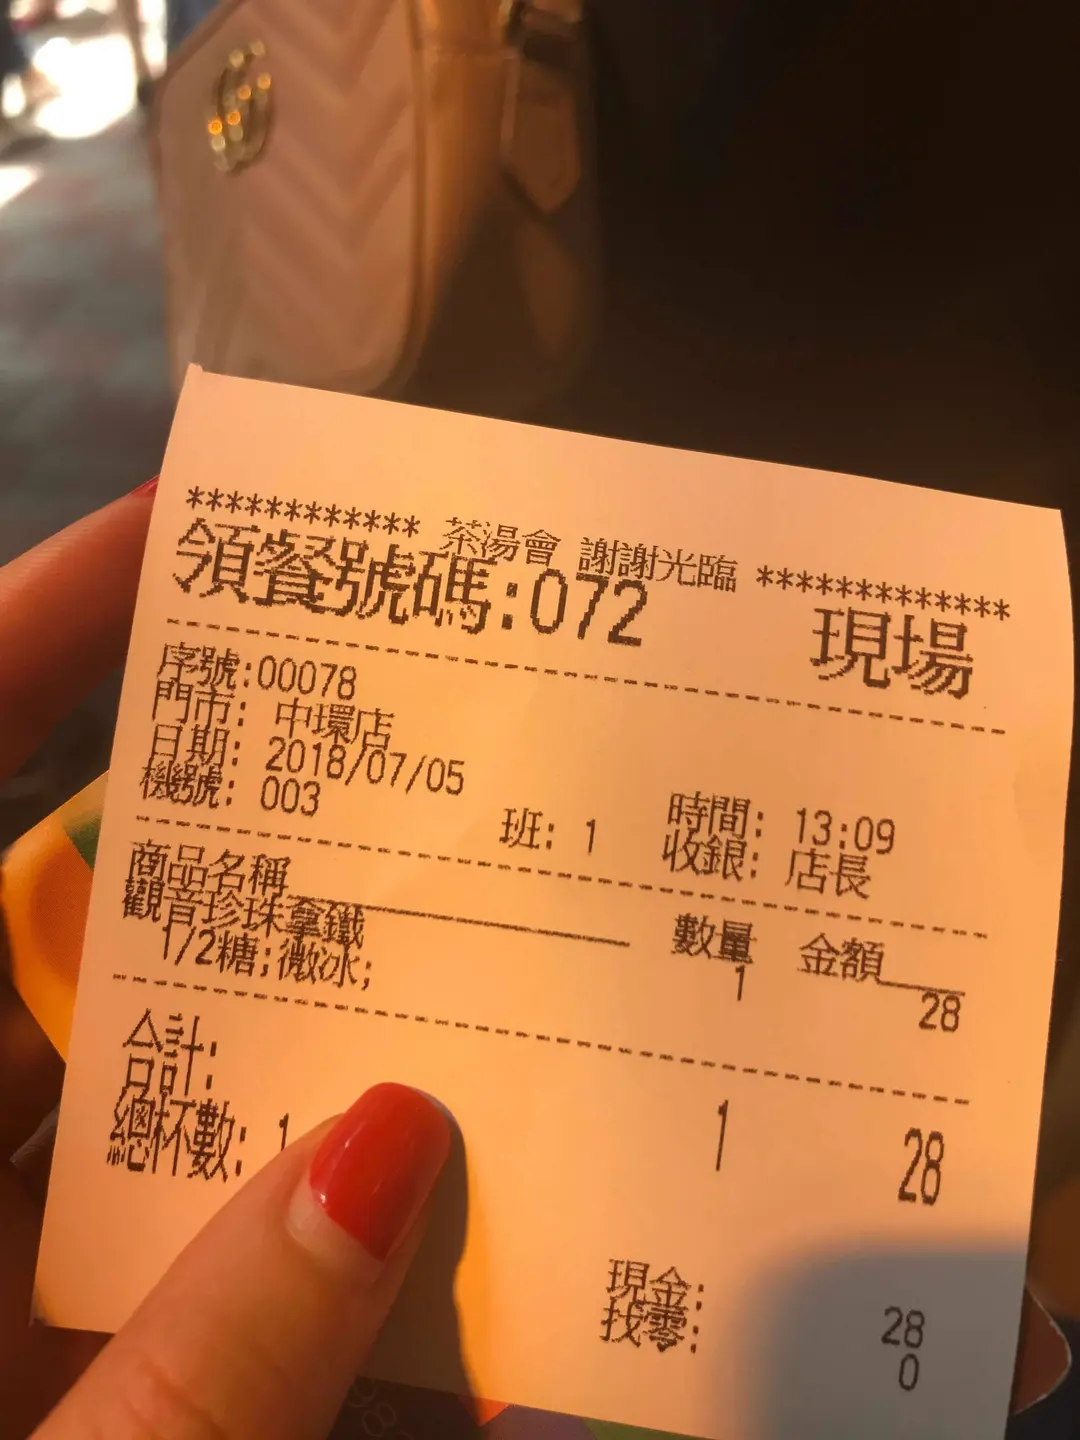 ************ 茶湯會 謝謝光臨 *************
領餐號碼:072 現場
序號:00078
門市: 中環店
日期: 2018/07/05 時間: 13:09
機號: 003 班: 1 收銀: 店長
商品名稱 數量 金額
觀音珍珠拿鐵 1 28
1/2糖;微冰;
合計: 1 28
總杯數: 1
現金: 28
找零: 0